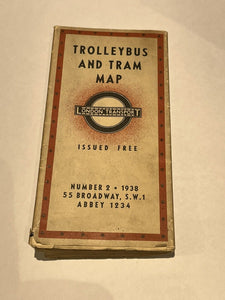 TROLLEYBUS
AND TRAM
MAP
LONDON TRANSPORT
ISSUED FREE
NUMBER 2 • 1938
55 BROADWAY, S.W.1
ABBEY 1234